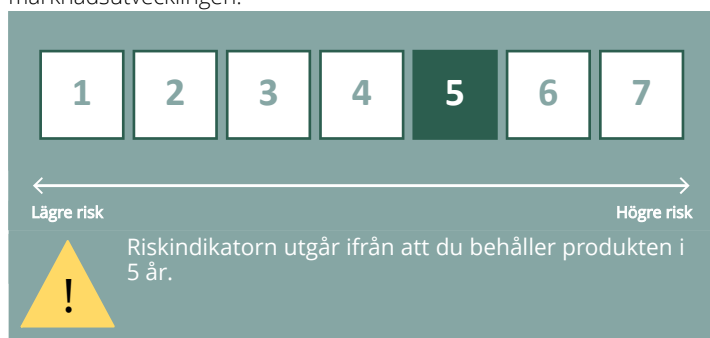 marknadsutvecklingen.
1 2 3 4 5 6 7
Lägre risk Högre risk
Riskindikatorn utgår ifrån att du behåller produkten i
5 år.
!